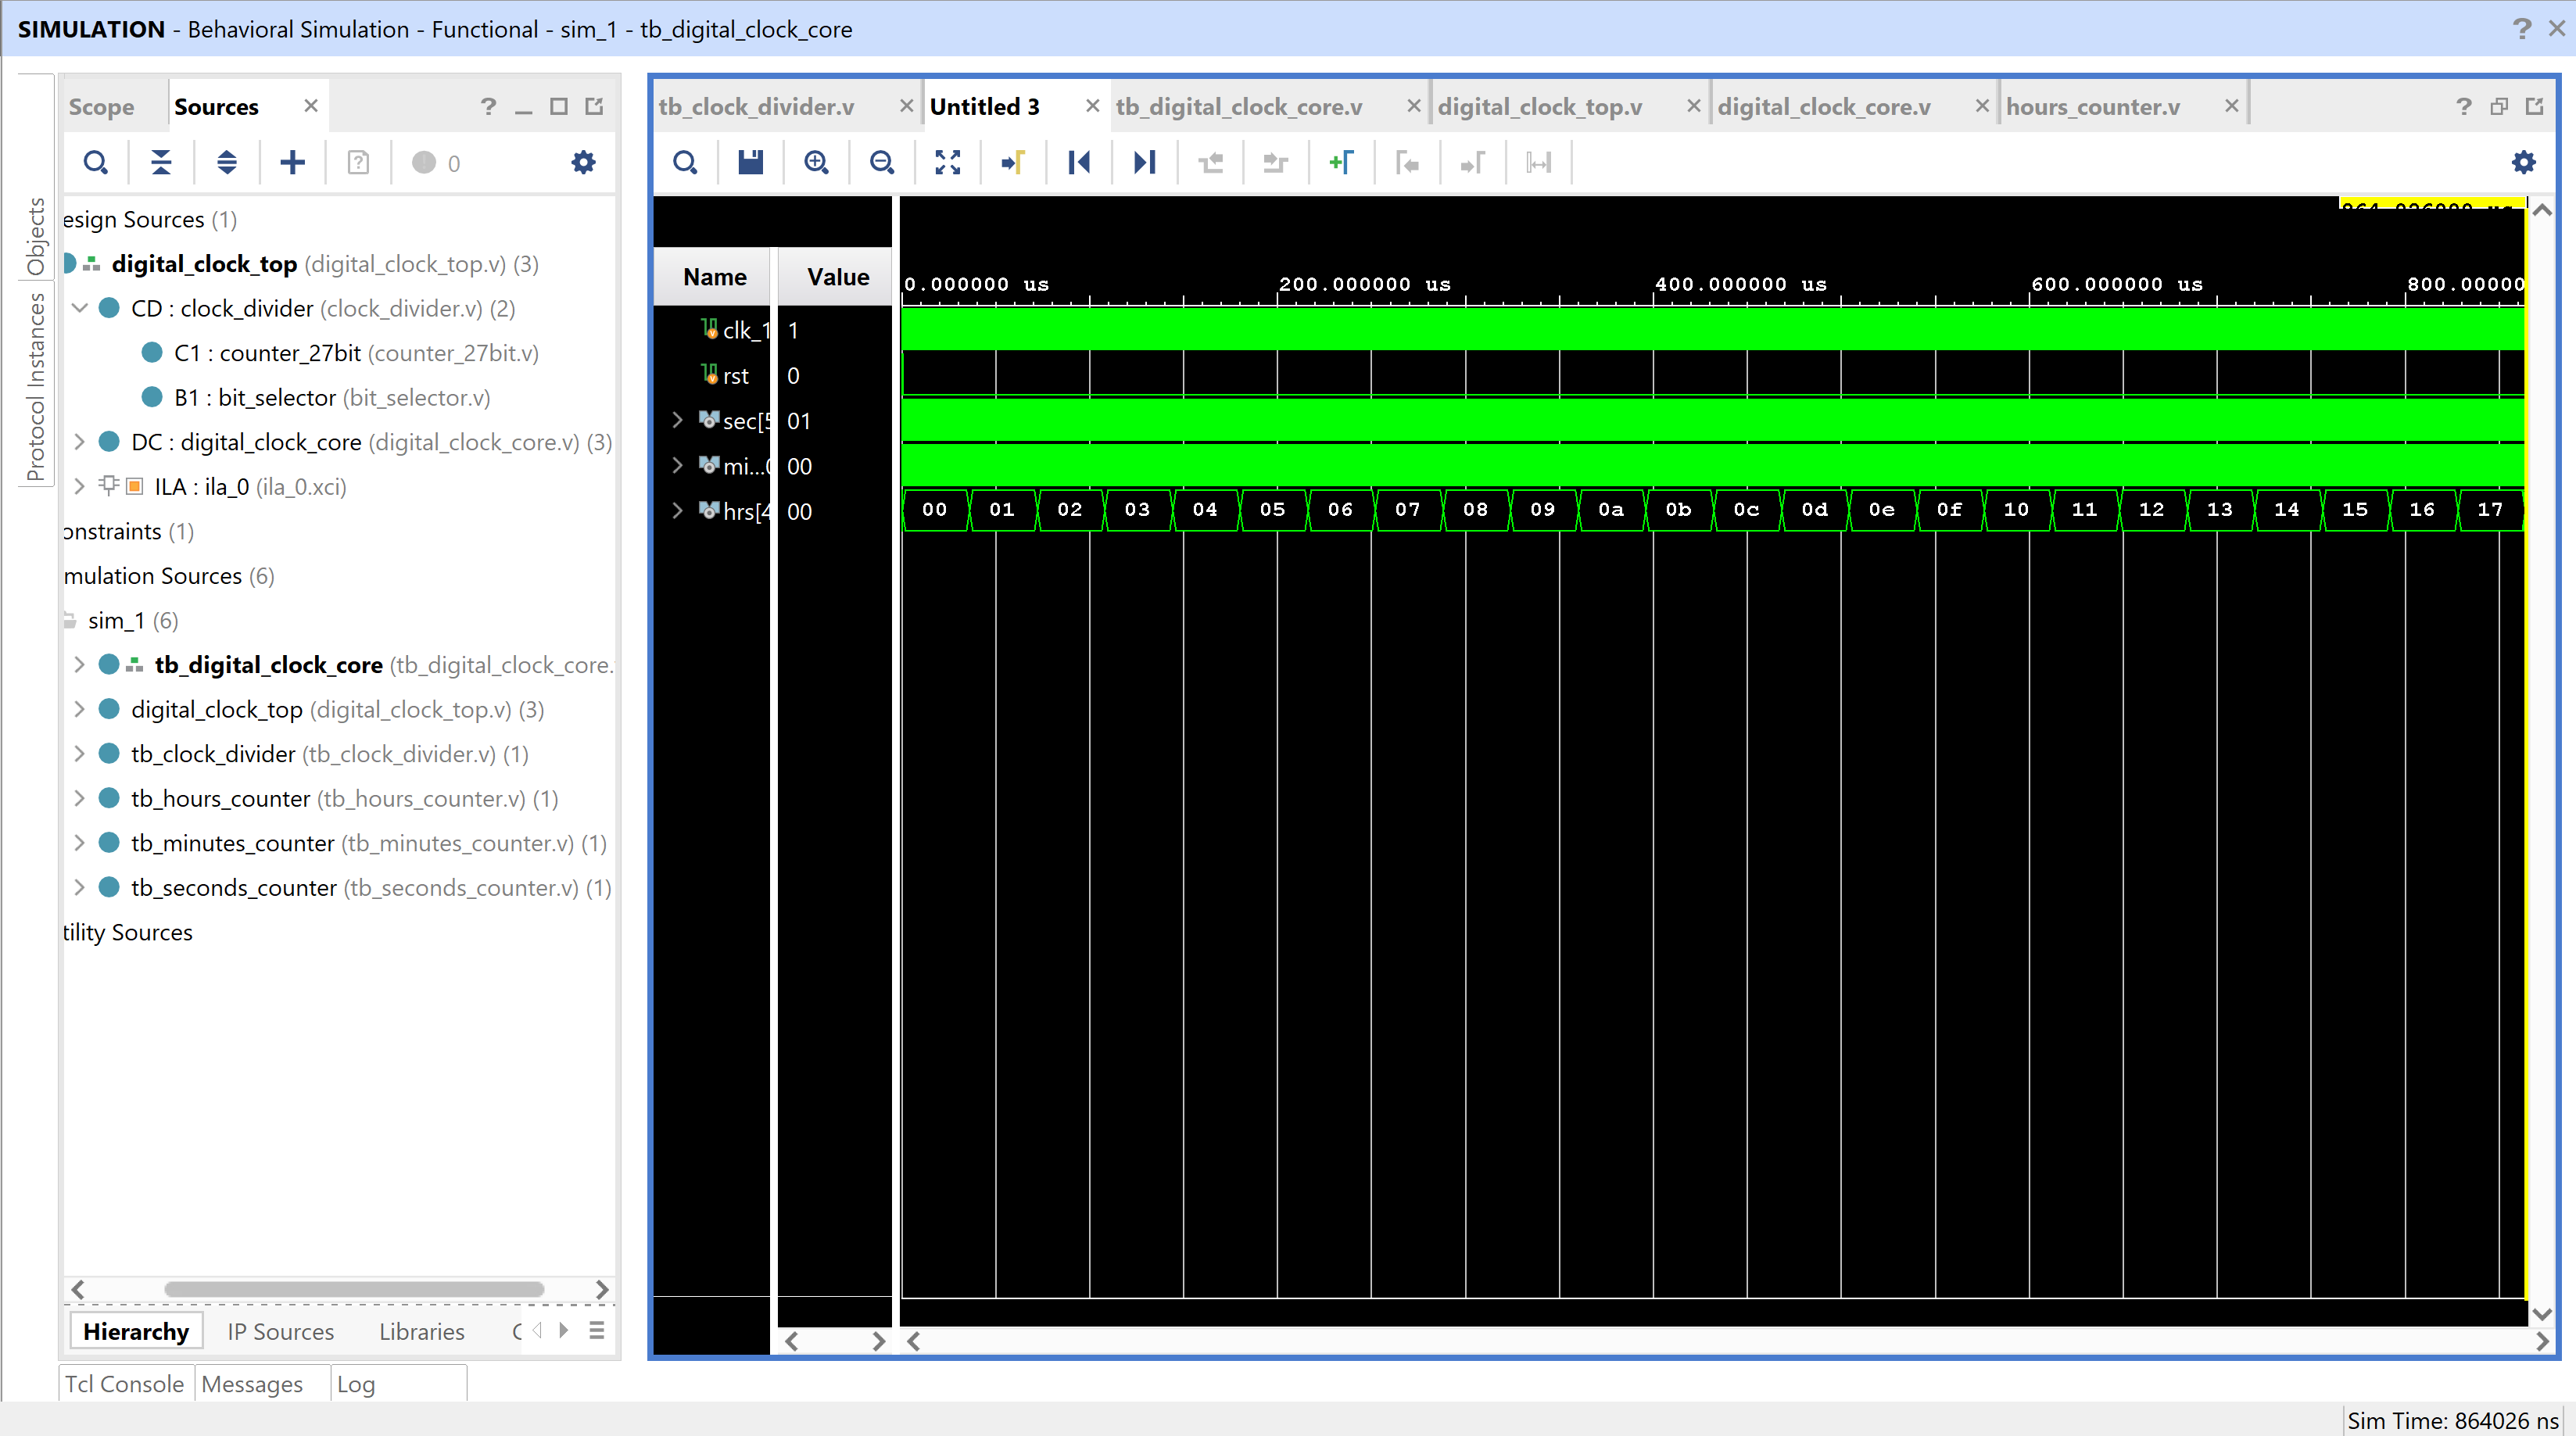 SIMULATION - Behavioral Simulation - Functional - sim_1 - tb_digital_clock_core
Objects
Protocol Instances
Scope
Sources
0
esign Sources (1)
digital_clock_top (digital_clock_top.v) (3)
CD : clock_divider (clock_divider.v) (2)
C1 : counter_27bit (counter_27bit.v)
B1 : bit_selector (bit_selector.v)
DC : digital_clock_core (digital_clock_core.v) (3)
ILA : ila_0 (ila_0.xci)
onstraints (1)
mulation Sources (6)
sim_1 (6)
tb_digital_clock_core (tb_digital_clock_core.
digital_clock_top (digital_clock_top.v) (3)
tb_clock_divider (tb_clock_divider.v) (1)
tb_hours_counter (tb_hours_counter.v) (1)
tb_minutes_counter (tb_minutes_counter.v) (1)
tb_seconds_counter (tb_seconds_counter.v) (1)
tility Sources
Hierarchy
IP Sources
Libraries
Tcl Console
Messages
Log
tb_clock_divider.v
Untitled 3
tb_digital_clock_core.v
digital_clock_top.v
digital_clock_core.v
hours_counter.v
Name
Value
0.000000 us
200.000000 us
400.000000 us
600.000000 us
800.00000
clk_1 1
rst 0
sec[5 01
mi...0 00
hrs[4 00
00 01 02 03 04 05 06 07 08 09 0a 0b 0c 0d 0e 0f 10 11 12 13 14 15 16 17
Sim Time: 864026 ns